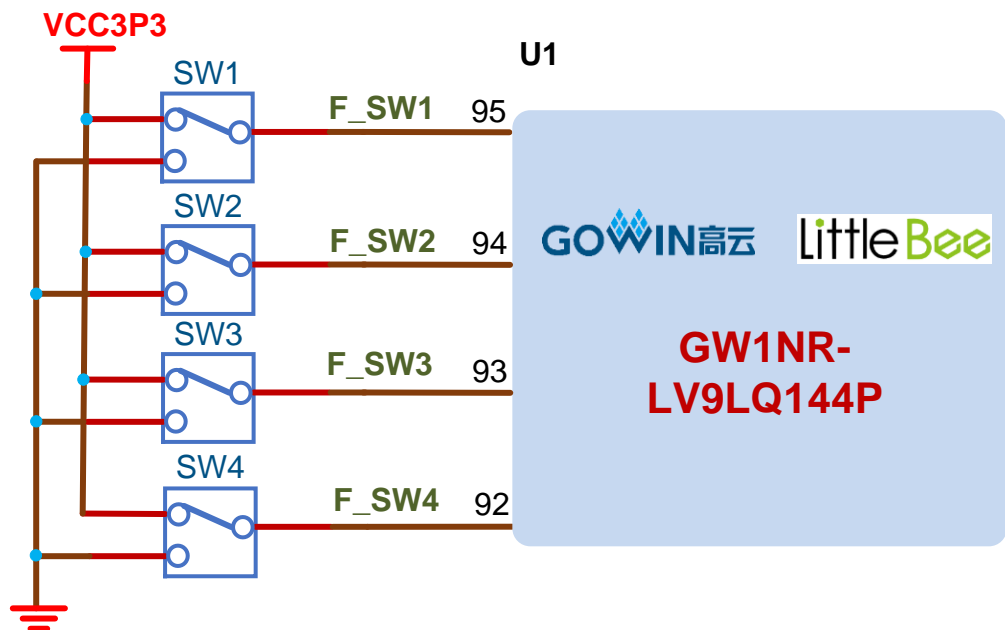 VCC3P3
U1
SW1
F_SW1 95
SW2
F_SW2 94
GOWIN高云 LittleBee
SW3
F_SW3 93
GW1NR-
LV9LQ144P
SW4
F_SW4 92